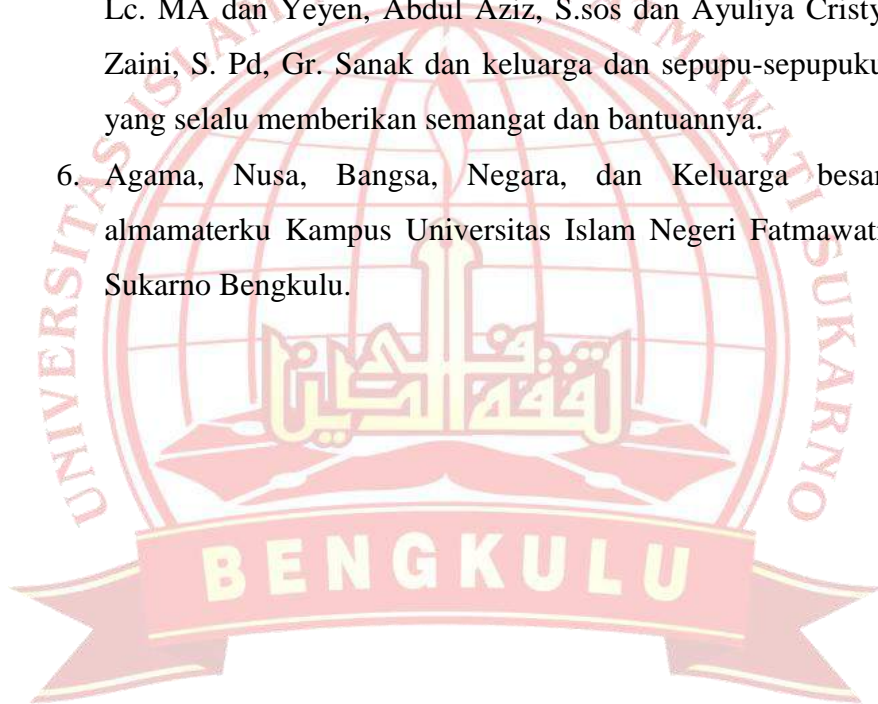 Lc. MA dan Yeyen, Abdul Aziz, S.sos dan Ayuliya Cristy
Zaini, S. Pd, Gr. Sanak dan keluarga dan sepupu-sepupuku
yang selalu memberikan semangat dan bantuannya.
6. Agama, Nusa, Bangsa, Negara, dan Keluarga besar
almamaterku Kampus Universitas Islam Negeri Fatmawati
Sukarno Bengkulu.
BENGKULU